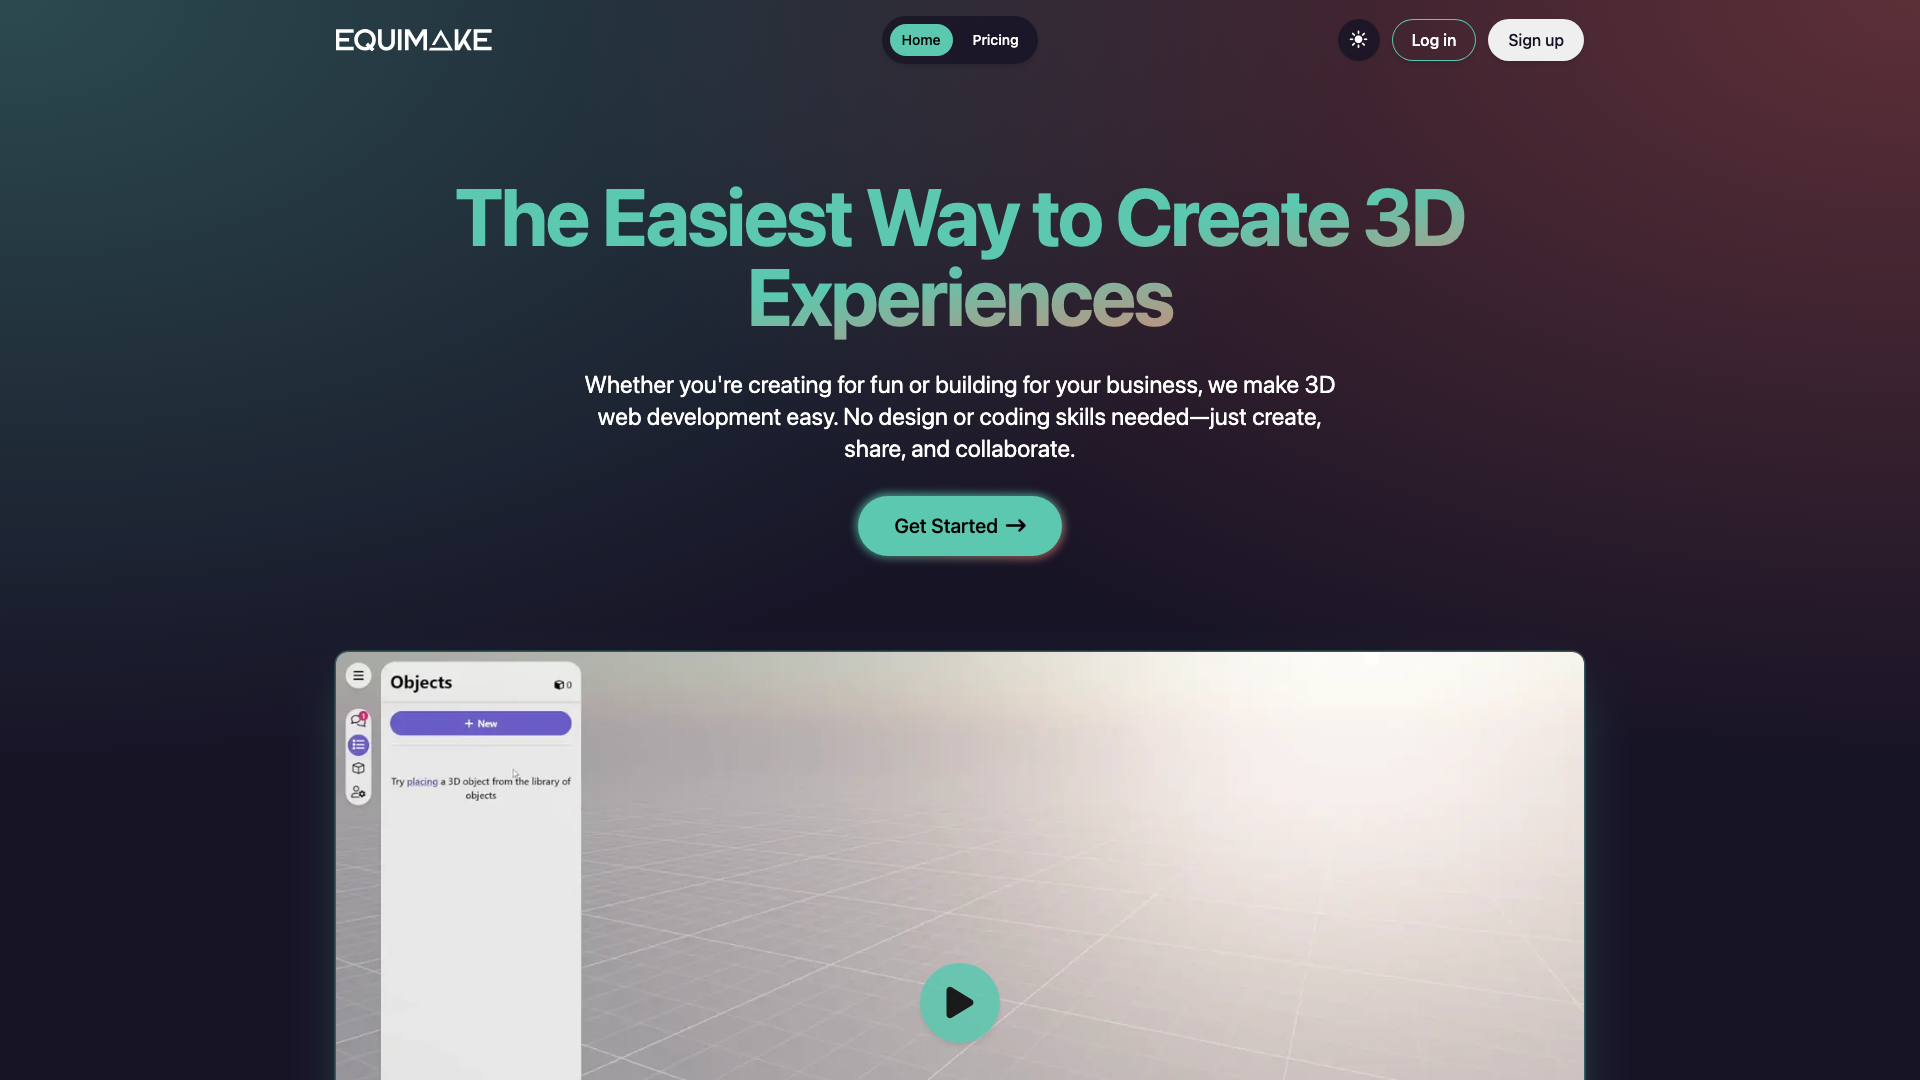 EQUIMAKE
Home
Pricing
Log in
Sign up
The Easiest Way to Create 3D
Experiences
Whether you're creating for fun or building for your business, we make 3D
web development easy. No design or coding skills needed—just create,
share, and collaborate.
Get Started →
Objects
0
1
+ New
Try placing a 3D object from the library of
objects